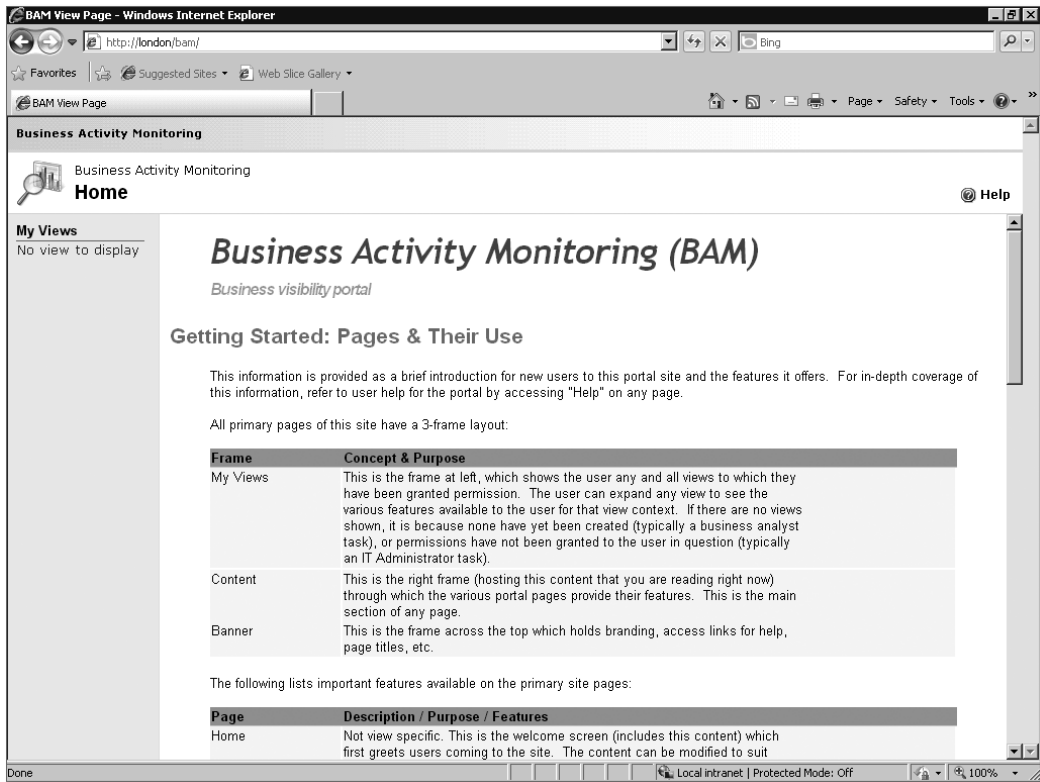 BAM View Page - Windows Internet Explorer
http://london/bam/
Bing
Favorites
Suggested Sites
Web Slice Gallery
BAM View Page
Page
Safety
Tools
»
Business Activity Monitoring
Business Activity Monitoring
Home
Help
My Views
No view to display
Business Activity Monitoring (BAM)
Business visibility portal
Getting Started: Pages & Their Use
This information is provided as a brief introduction for new users to this portal site and the features it offers. For in-depth coverage of
this information, refer to user help for the portal by accessing "Help" on any page.
All primary pages of this site have a 3-frame layout:
Frame Concept & Purpose
My Views This is the frame at left, which shows the user any and all views to which they
have been granted permission. The user can expand any view to see the
various features available to the user for that view context. If there are no views
shown, it is because none have yet been created (typically a business analyst
task), or permissions have not been granted to the user in question (typically
an IT Administrator task).
Content This is the right frame (hosting this content that you are reading right now)
through which the various portal pages provide their features. This is the main
section of any page.
Banner This is the frame across the top which holds branding, access links for help,
page titles, etc.
The following lists important features available on the primary site pages:
Page Description / Purpose / Features
Home Not view specific. This is the welcome screen (includes this content) which
first greets users coming to the site. The content can be modified to suit
Done
Local intranet | Protected Mode: Off
100%